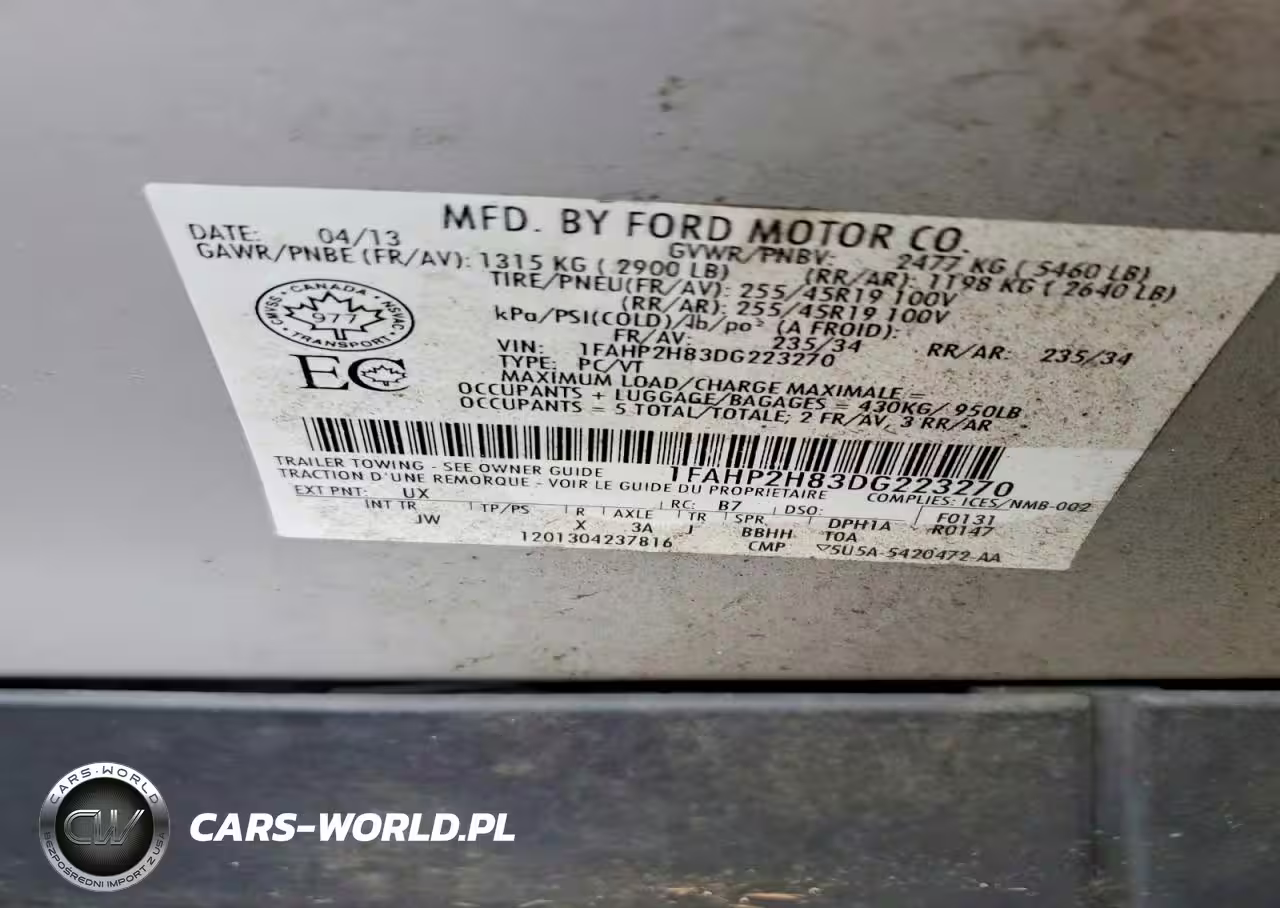 MFD. BY FORD MOTOR CO.
DATE: 04/13 GVWR/PNBV: 2477 KG ( 5460 LB)
GAWR/PNBE (FR/AV): 1315 KG ( 2900 LB) (RR/AR): 1198 KG ( 2640 LB)
TIRE/PNEU(FR/AV): 255/45R19 100V
(RR/AR): 255/45R19 100V
kPa/PSI(COLD)/lb/po² (A FROID):
FR/AV: 235/34 RR/AR: 235/34
VIN: 1FAHP2H83DG223270
TYPE: PC/VT
MAXIMUM LOAD/CHARGE MAXIMALE =
OCCUPANTS + LUGGAGE/BAGAGES = 430KG/ 950LB
OCCUPANTS = 5 TOTAL/TOTALE; 2 FR/AV, 3 RR/AR
CANADA
CMVSS 977 NSVAC
TRANSPORT
EC
1FAHP2H83DG223270
TRAILER TOWING - SEE OWNER GUIDE
TRACTION D'UNE REMORQUE - VOIR LE GUIDE DU PROPRIETAIRE
COMPLIES: ICES/NMB-002
EXT PNT: UX RC: B7 DSO: F0131
INT TR TP/PS R AXLE TR SPR DPH1A R0147
JW X 3A J BBHH T0A
1201304237816 CMP 5U5A-5420472-AA
CARS-WORLD
CW
BEZPOŚREDNI IMPORT Z USA
CARS-WORLD.PL